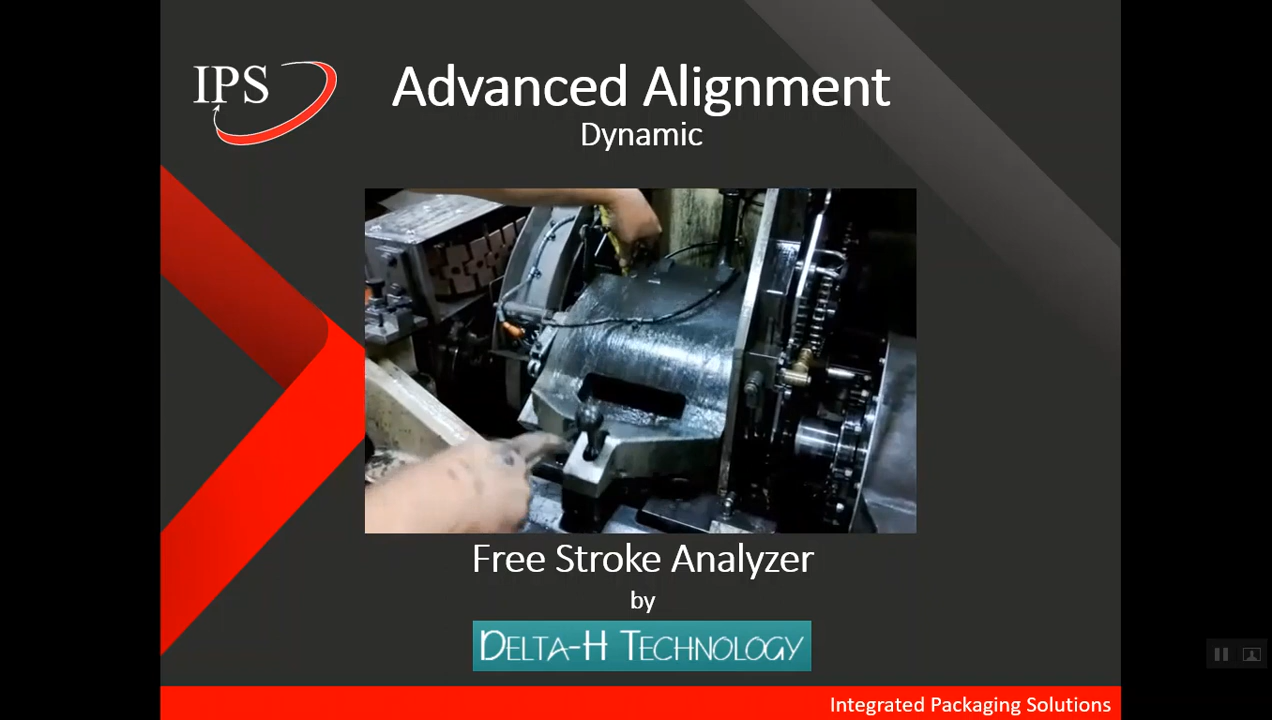 IPS
Advanced Alignment
Dynamic
Free Stroke Analyzer
by
DELTA-H TECHNOLOGY
Integrated Packaging Solutions